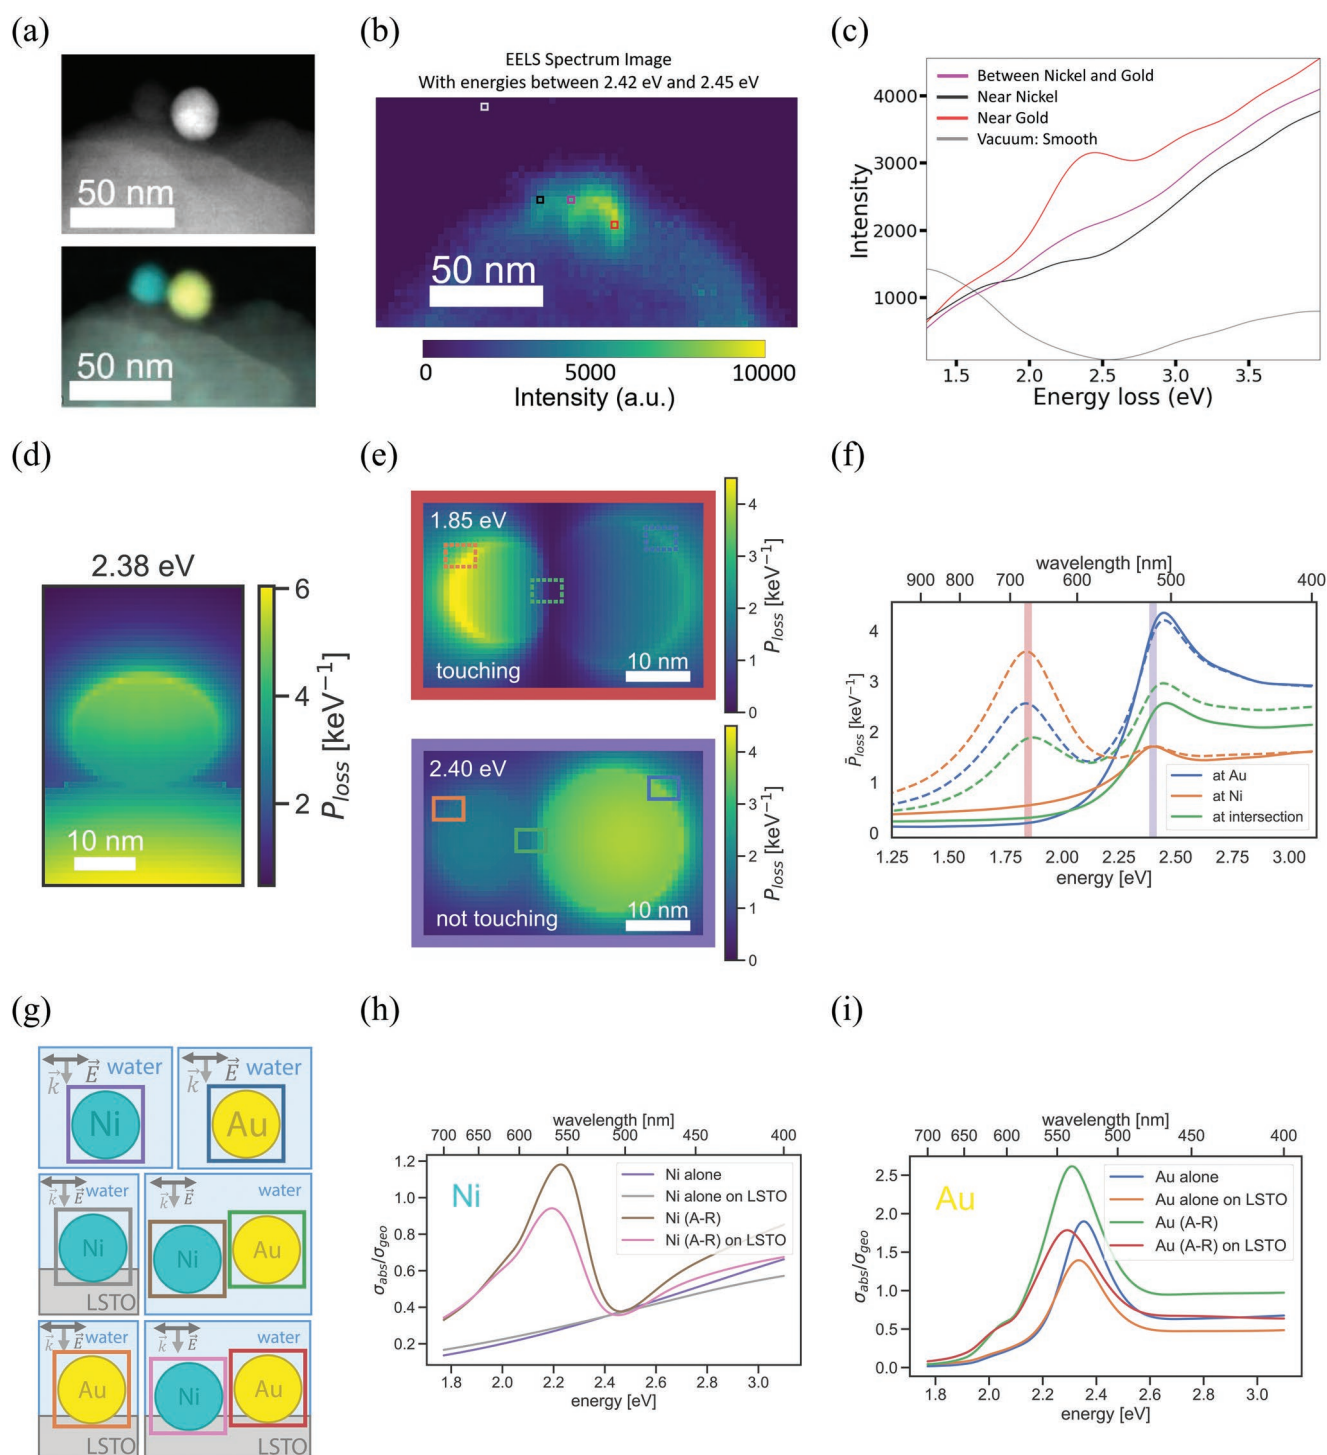 (a)
50 nm
50 nm
(b)
EELS Spectrum Image
With energies between 2.42 eV and 2.45 eV
50 nm
0 5000 10000
Intensity (a.u.)
(c)
Between Nickel and Gold
Near Nickel
Near Gold
Vacuum: Smooth
4000
3000
2000
1000
Intensity
1.5 2.0 2.5 3.0 3.5
Energy loss (eV)
(d)
2.38 eV
10 nm
6
4
2
P_loss [keV⁻¹]
(e)
1.85 eV
touching
10 nm
4
3
2
1
0
P_loss [keV⁻¹]
2.40 eV
not touching
10 nm
4
3
2
1
0
P_loss [keV⁻¹]
(f)
wavelength [nm]
900 800 700 600 500 400
4
3
2
1
0
P̄_loss [keV⁻¹]
at Au
at Ni
at intersection
1.25 1.50 1.75 2.00 2.25 2.50 2.75 3.00
energy [eV]
(g)
k⃗ E⃗ water
Ni
k⃗ E⃗ water
Au
k⃗ E⃗ water
Ni
LSTO
k⃗ E⃗ water
Ni Au
k⃗ E⃗ water
Au
LSTO
k⃗ E⃗ water
Ni Au
LSTO
(h)
wavelength [nm]
700 650 600 550 500 450 400
1.2
1.0
0.8
0.6
0.4
0.2
σ_abs/σ_geo
Ni
Ni alone
Ni alone on LSTO
Ni (A-R)
Ni (A-R) on LSTO
1.8 2.0 2.2 2.4 2.6 2.8 3.0
energy [eV]
(i)
wavelength [nm]
700 650 600 550 500 450 400
2.5
2.0
1.5
1.0
0.5
0.0
σ_abs/σ_geo
Au
Au alone
Au alone on LSTO
Au (A-R)
Au (A-R) on LSTO
1.8 2.0 2.2 2.4 2.6 2.8 3.0
energy [eV]